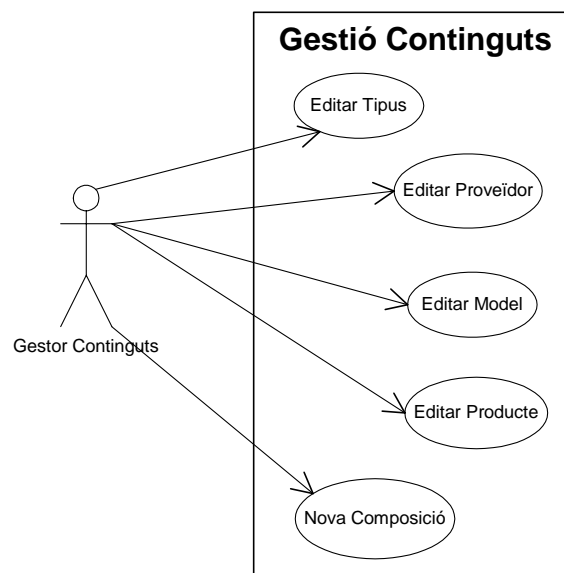 Gestió Continguts
Editar Tipus
Editar Proveïdor
Editar Model
Gestor Continguts
Editar Producte
Nova Composició